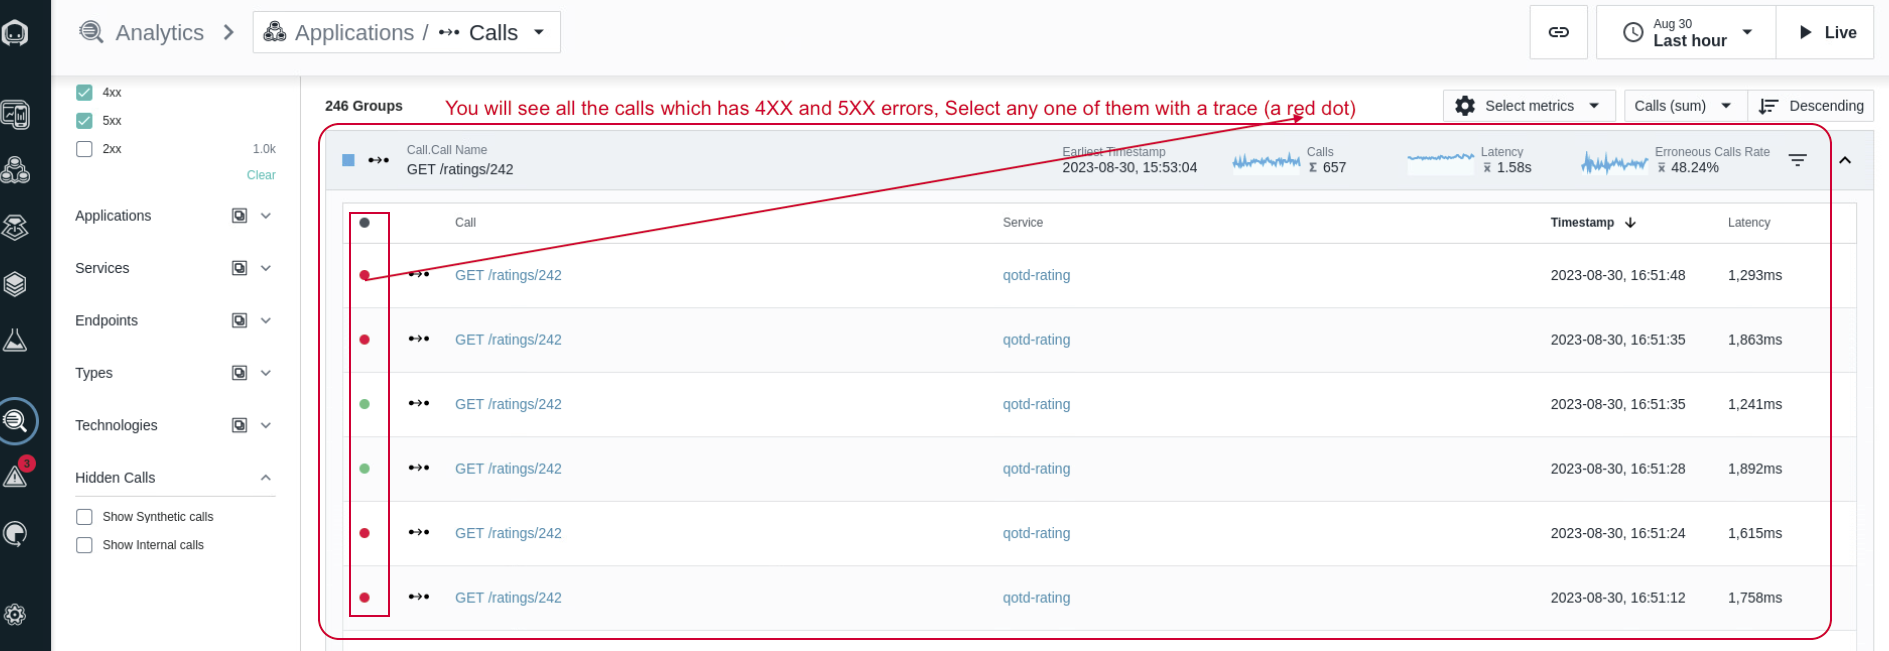 Analytics
Applications / Calls
Aug 30
Last hour
Live
4xx
5xx
2xx 1.0k
Clear
Applications
Services
Endpoints
Types
Technologies
Hidden Calls
Show Synthetic calls
Show Internal calls
3
246 Groups
You will see all the calls which has 4XX and 5XX errors, Select any one of them with a trace (a red dot)
Select metrics
Calls (sum)
Descending
Call.Call Name
GET /ratings/242
Earliest Timestamp
2023-08-30, 15:53:04
Calls
Σ 657
Latency
x̅ 1.58s
Erroneous Calls Rate
x̅ 48.24%
Call Service Timestamp Latency
GET /ratings/242 qotd-rating 2023-08-30, 16:51:48 1,293ms
GET /ratings/242 qotd-rating 2023-08-30, 16:51:35 1,863ms
GET /ratings/242 qotd-rating 2023-08-30, 16:51:35 1,241ms
GET /ratings/242 qotd-rating 2023-08-30, 16:51:28 1,892ms
GET /ratings/242 qotd-rating 2023-08-30, 16:51:24 1,615ms
GET /ratings/242 qotd-rating 2023-08-30, 16:51:12 1,758ms